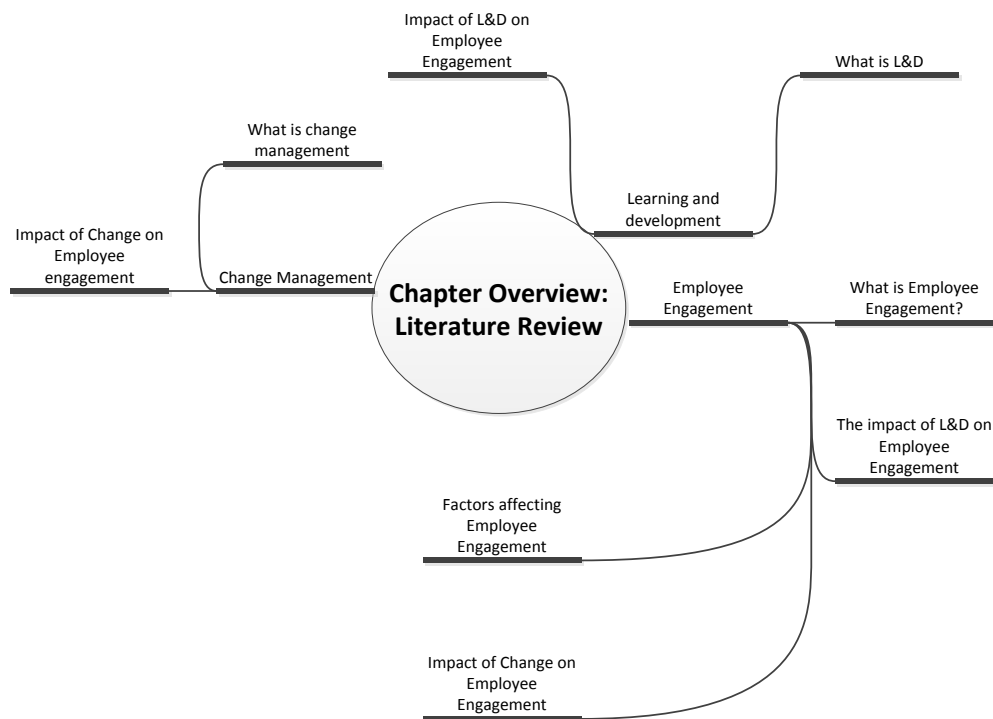 Impact of L&D on
Employee
Engagement
What is L&D
What is change
management
Learning and
development
Impact of Change on
Employee
engagement
Change Management
Chapter Overview:
Literature Review
Employee
Engagement
What is Employee
Engagement?
The impact of L&D on
Employee
Engagement
Factors affecting
Employee
Engagement
Impact of Change on
Employee
Engagement